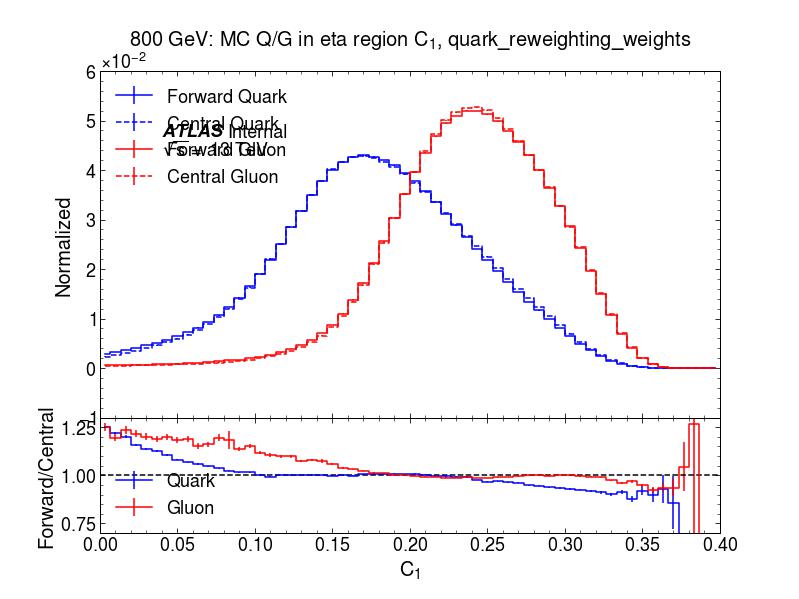 800 GeV: MC Q/G in eta region C₁, quark_reweighting_weights
×10⁻²
6
5
4
3
2
1
0
−1
Normalized
Forward Quark
Central Quark
ATLAS Internal
√s = 13 TeV
Forward Gluon
Central Gluon
1.25
1.00
0.75
Forward/Central
Quark
Gluon
0.00 0.05 0.10 0.15 0.20 0.25 0.30 0.35 0.40
C₁